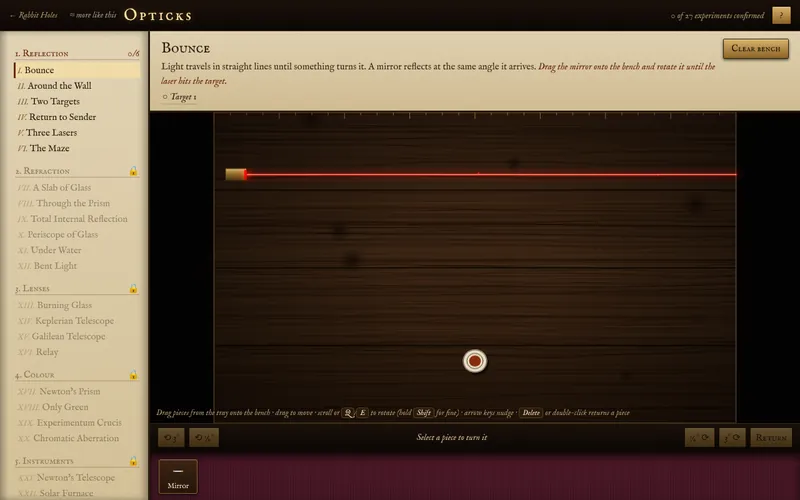 ← Rabbit Holes
≈ more like this
Opticks
0 of 27 experiments confirmed
?
1. Reflection 0/6
I. Bounce
II. Around the Wall
III. Two Targets
IV. Return to Sender
V. Three Lasers
VI. The Maze
2. Refraction
VII. A Slab of Glass
VIII. Through the Prism
IX. Total Internal Reflection
X. Periscope of Glass
XI. Under Water
XII. Bent Light
3. Lenses
XIII. Burning Glass
XIV. Keplerian Telescope
XV. Galilean Telescope
XVI. Relay
4. Colour
XVII. Newton's Prism
XVIII. Only Green
XIX. Experimentum Crucis
XX. Chromatic Aberration
5. Instruments
XXI. Newton's Telescope
XXII. Solar Furnace
Bounce
Light travels in straight lines until something turns it. A mirror reflects at the same angle it arrives. Drag the mirror onto the bench and rotate it until the
laser hits the target.
○ Target 1
Clear bench
Drag pieces from the tray onto the bench · drag to move · scroll or Q / E to rotate (hold Shift for fine) · arrow keys nudge · Delete or double-click returns a piece
Select a piece to turn it
Return
Mirror